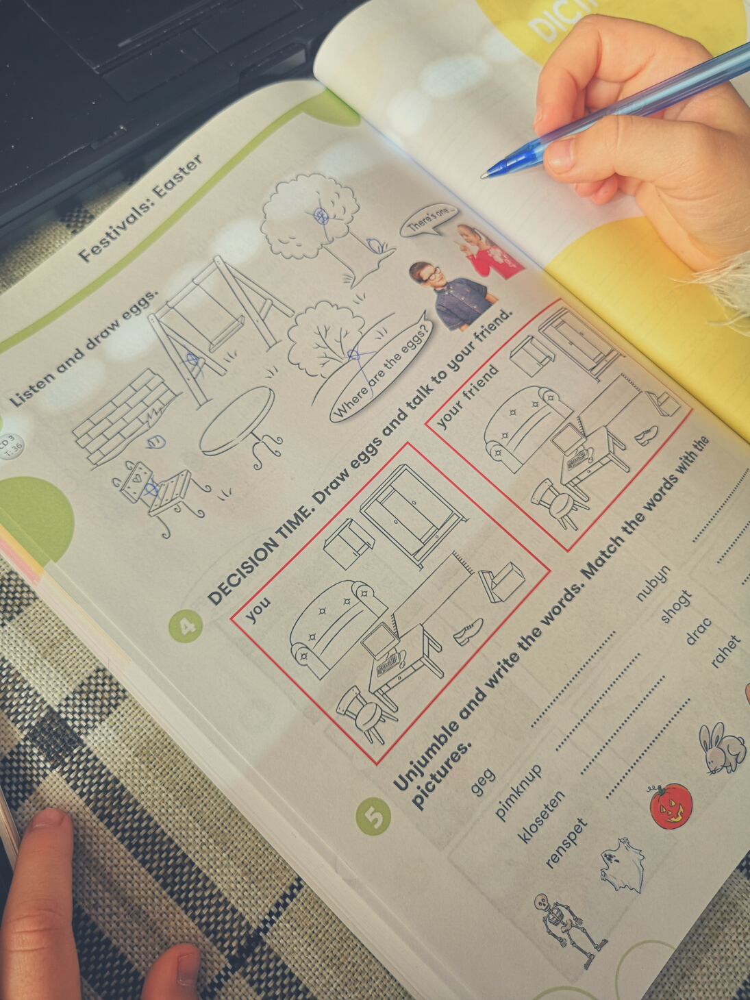 DICTI
Festivals: Easter
Listen and draw eggs.
CD 3
T: 36
There's one ...
Where are the eggs?
4 DECISION TIME. Draw eggs and talk to your friend.
you
your friend
5 Unjumble and write the words. Match the words with the
pictures.
geg
pimknup
kloseten
renspet
nubyn
shogt
drac
rahet